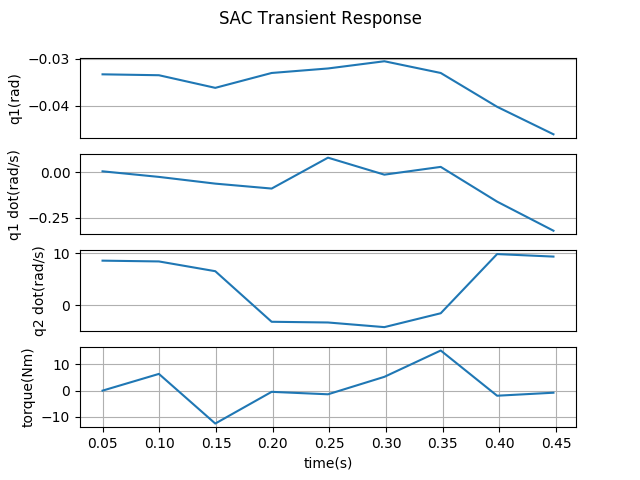 SAC Transient Response
q1(rad)
−0.03
−0.04
q1 dot(rad/s)
0.00
−0.25
q2 dot(rad/s)
10
0
torque(Nm)
10
0
−10
0.05 0.10 0.15 0.20 0.25 0.30 0.35 0.40 0.45
time(s)